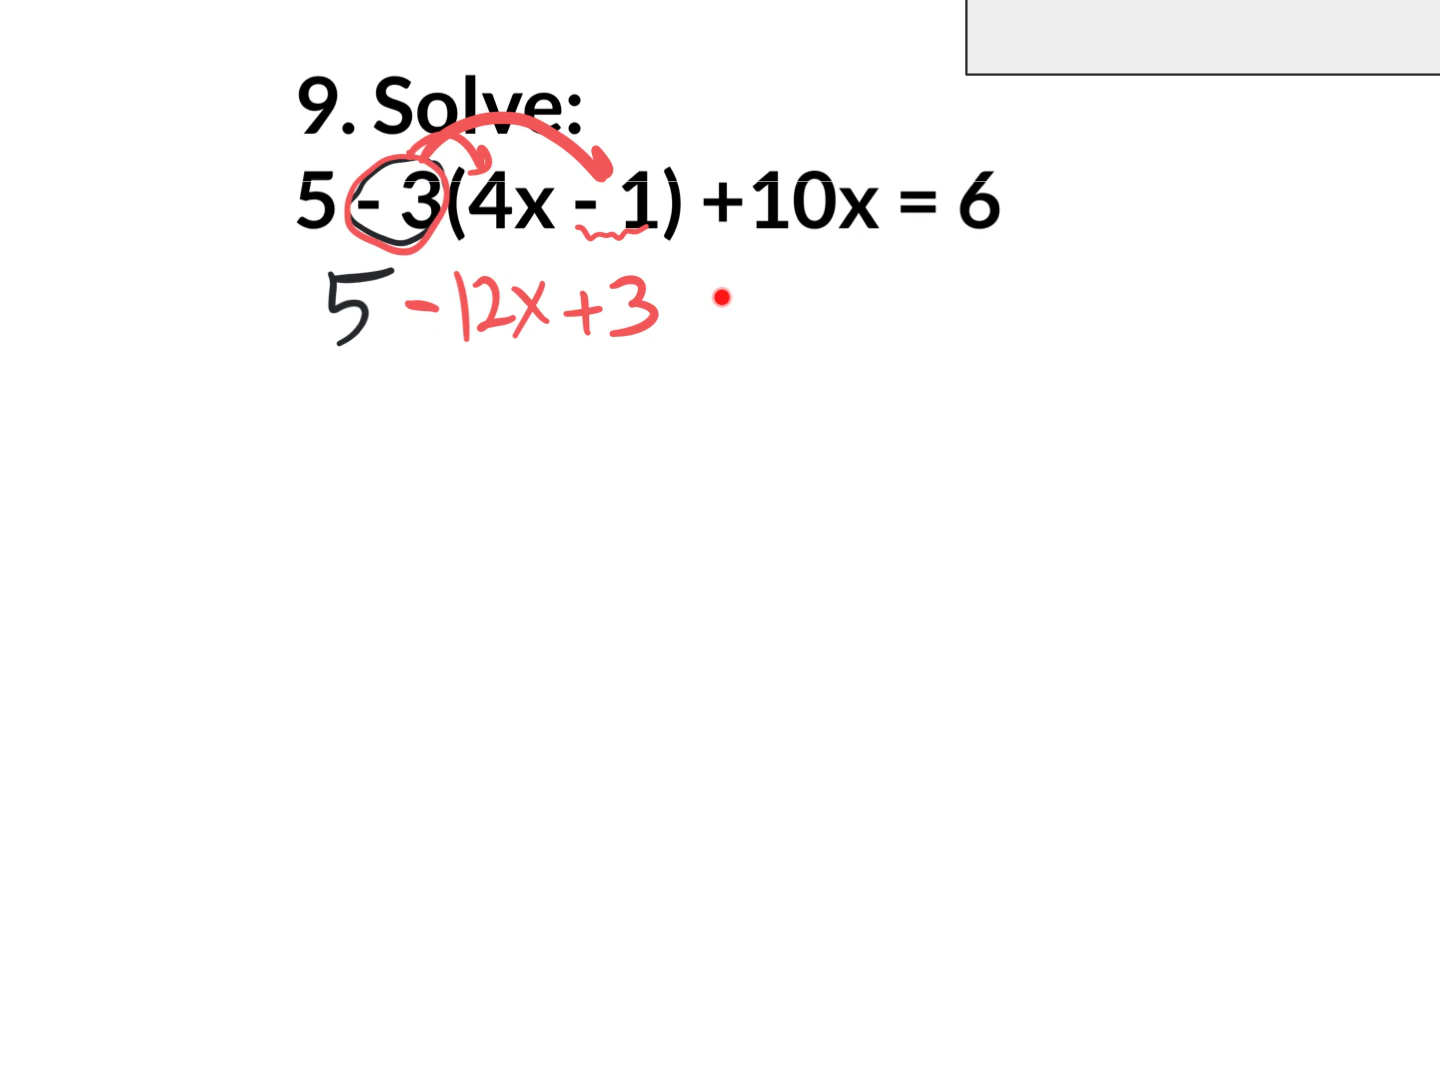 9. Solve:
5 - 3(4x - 1) +10x = 6
5 - 12x + 3